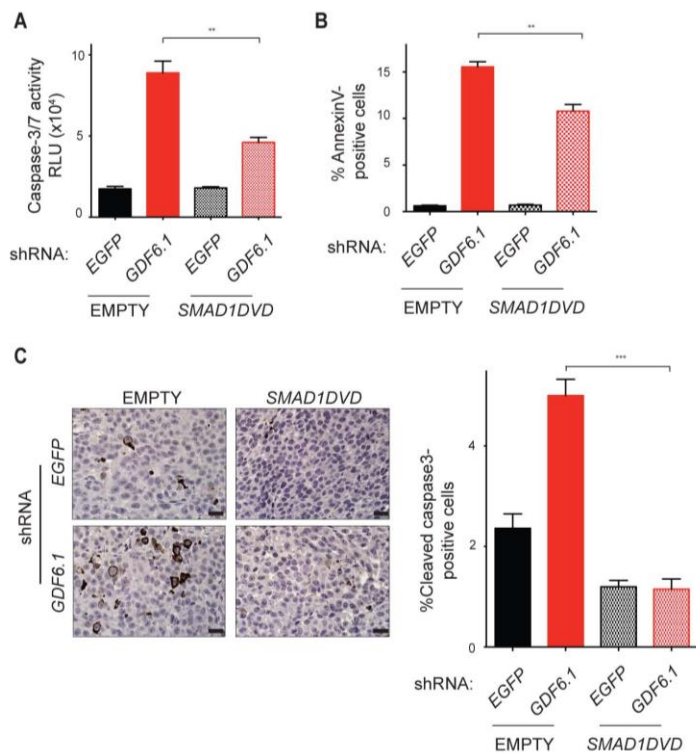 A
Caspase-3/7 activity
RLU (x10⁴)
10
5
0
**
shRNA:
EGFP
GDF6.1
EGFP
GDF6.1
EMPTY
SMAD1DVD
B
% AnnexinV-
positive cells
15
10
5
0
**
shRNA:
EGFP
GDF6.1
EGFP
GDF6.1
EMPTY
SMAD1DVD
C
EMPTY
SMAD1DVD
shRNA
EGFP
GDF6.1
%Cleaved caspase3-
positive cells
4
2
0
***
shRNA:
EGFP
GDF6.1
EGFP
GDF6.1
EMPTY
SMAD1DVD